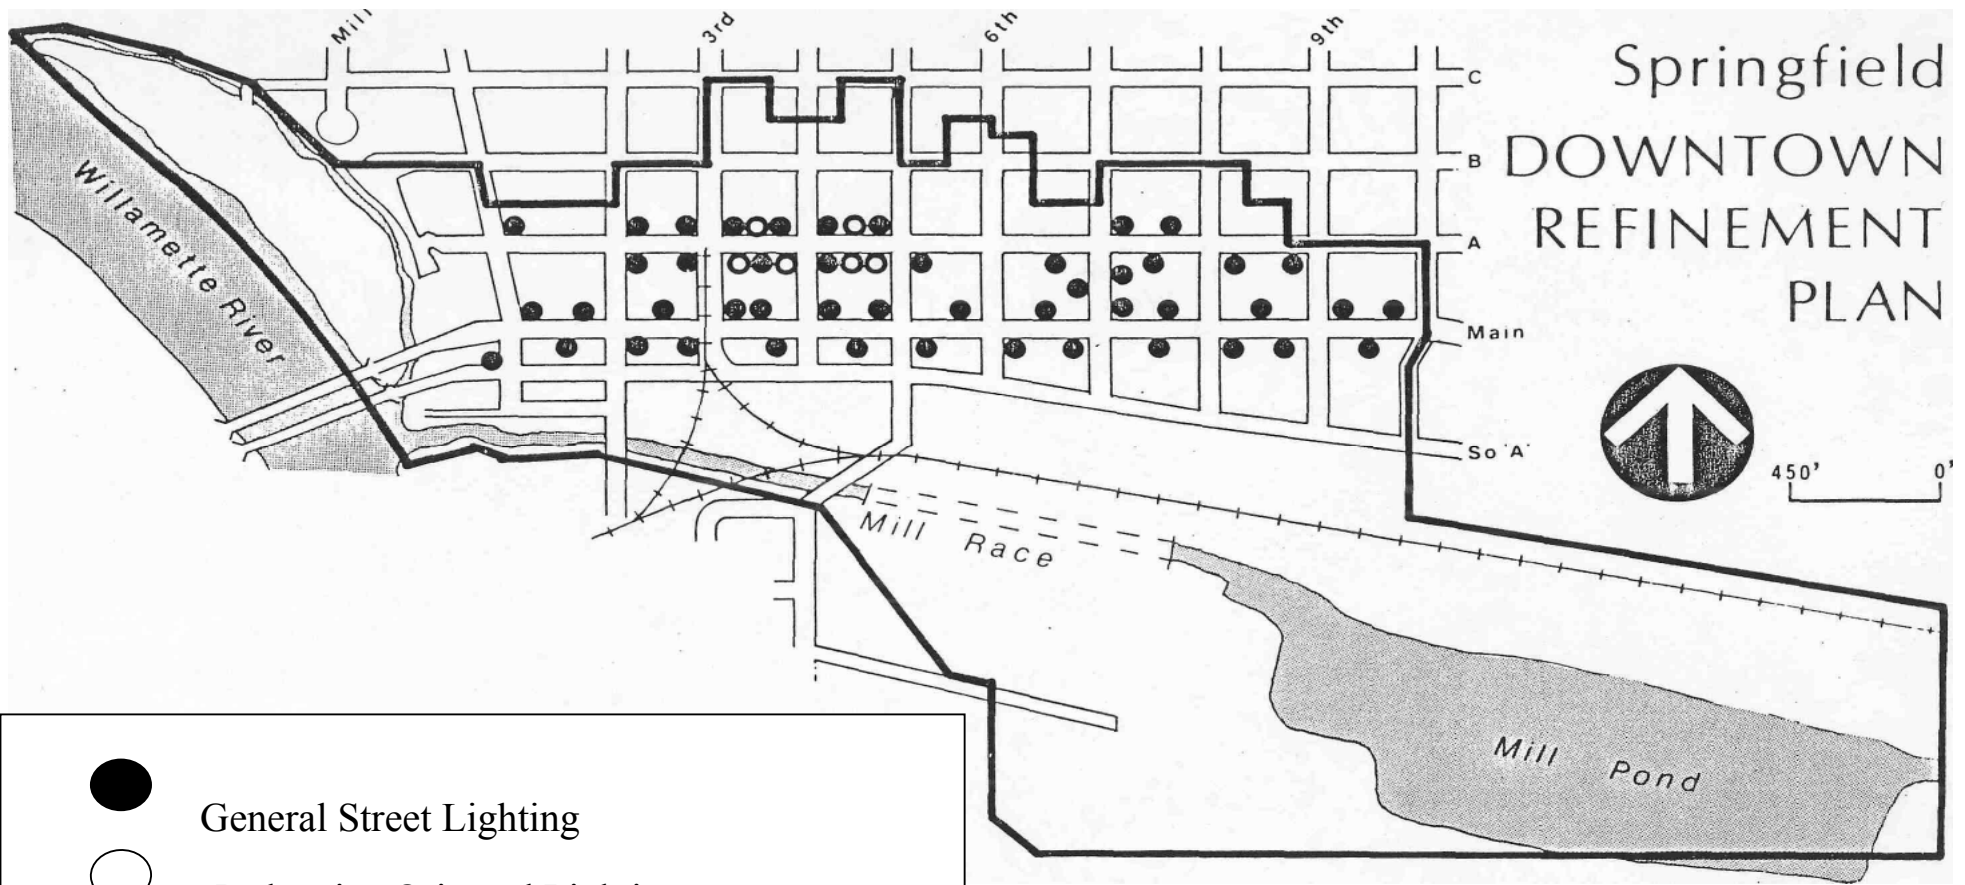 Mill
3rd
6th
9th
Springfield
DOWNTOWN
REFINEMENT
PLAN
C
B
A
Main
So 'A'
450' 0'
Willamette River
Mill Race
Mill Pond
General Street Lighting